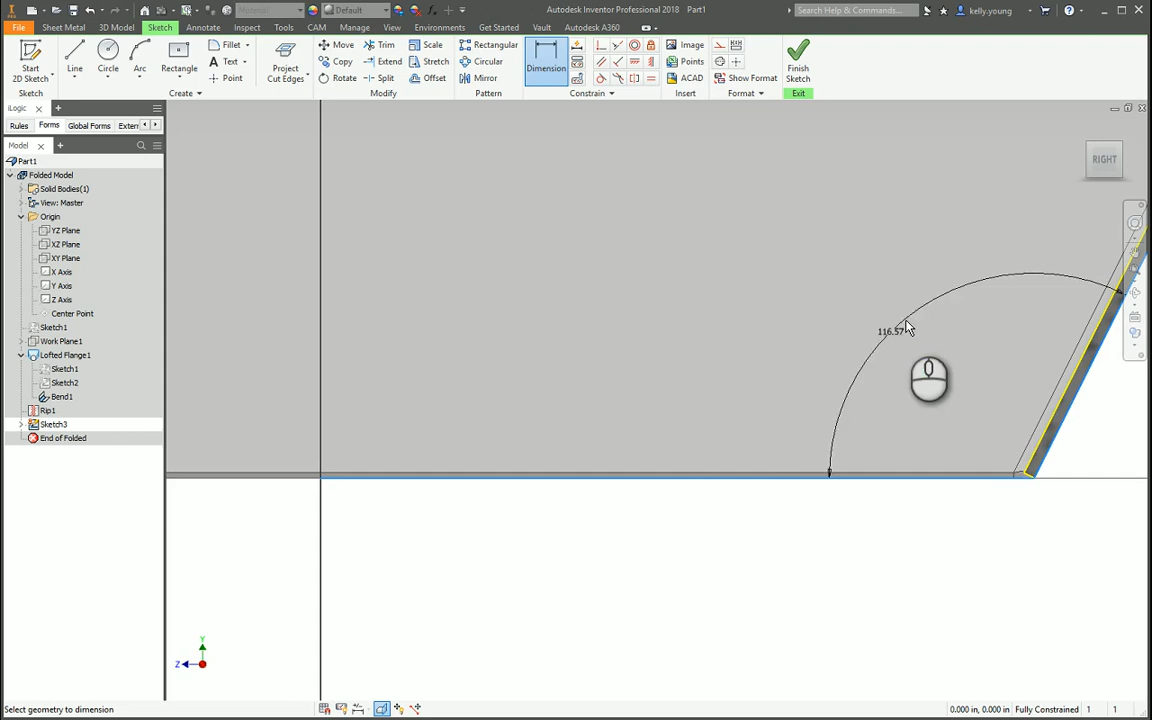 Material
Default
Autodesk Inventor Professional 2018 Part1
Search Help & Commands...
kelly.young
File Sheet Metal 3D Model Sketch Annotate Inspect Tools CAM Manage View Environments Get Started Vault Autodesk A360
Start
2D Sketch
Line
Circle
Arc
Rectangle
Fillet
Text
Point
Project
Cut Edges
Move
Copy
Rotate
Trim
Extend
Split
Scale
Stretch
Offset
Rectangular
Circular
Mirror
Dimension
Image
Points
ACAD
Show Format
Finish
Sketch
Sketch Create Modify Pattern Constrain Insert Format Exit
iLogic
Rules Forms Global Forms Extern
Model
Part1
Folded Model
Solid Bodies(1)
View: Master
Origin
YZ Plane
XZ Plane
XY Plane
X Axis
Y Axis
Z Axis
Center Point
Sketch1
Work Plane1
Lofted Flange1
Sketch1
Sketch2
Bend1
Rip1
Sketch3
End of Folded
RIGHT
116.57
Y
Z
Select geometry to dimension
0.000 in, 0.000 in Fully Constrained 1 1